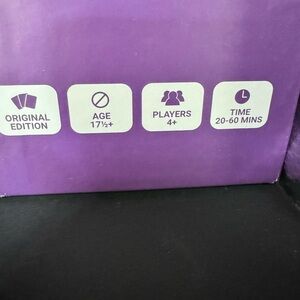 ORIGINAL
EDITION
AGE
17½+
PLAYERS
4+
TIME
20-60 MINS